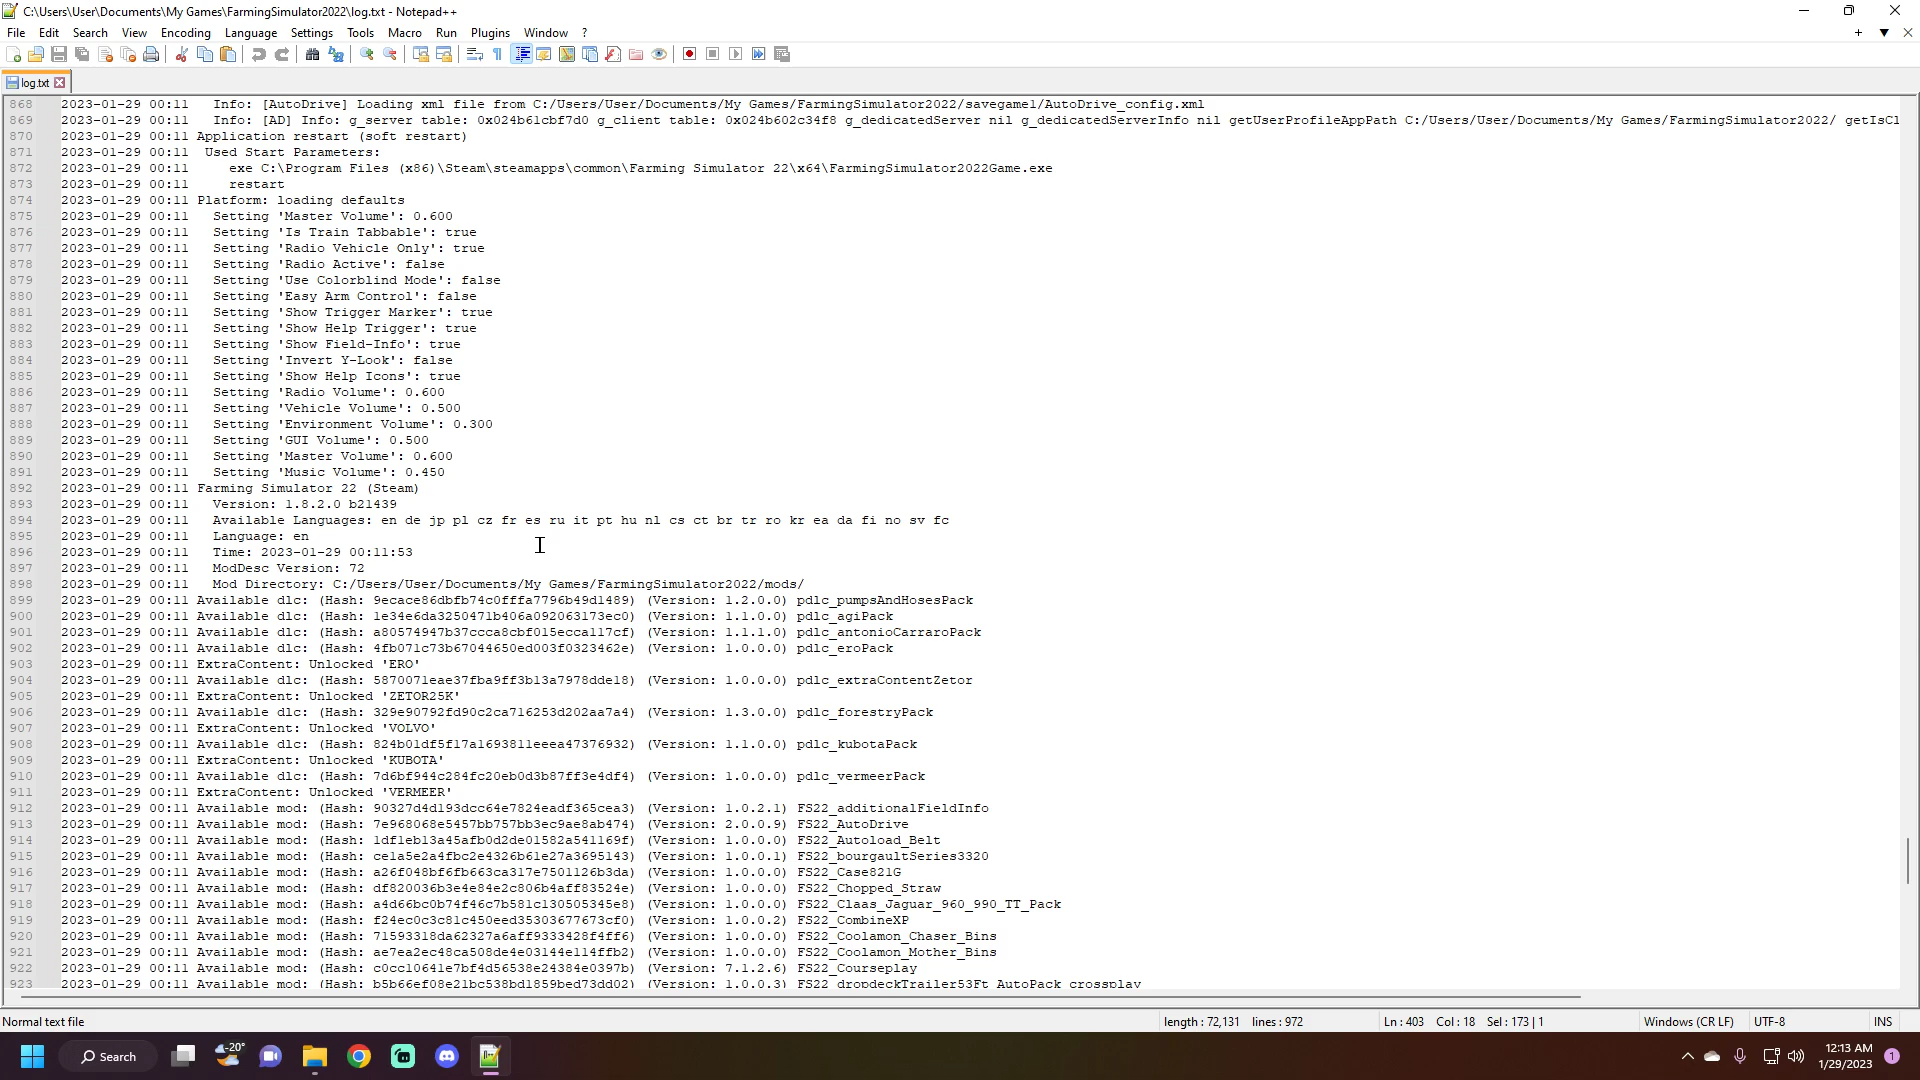 C:\Users\User\Documents\My Games\FarmingSimulator2022\log.txt - Notepad++
File Edit Search View Encoding Language Settings Tools Macro Run Plugins Window ?
log.txt
868 2023-01-29 00:11 Info: [AutoDrive] Loading xml file from C:/Users/User/Documents/My Games/FarmingSimulator2022/savegame1/AutoDrive_config.xml
869 2023-01-29 00:11 Info: [AD] Info: g_server table: 0x024b61cbf7d0 g_client table: 0x024b602c34f8 g_dedicatedServer nil g_dedicatedServerInfo nil getUserProfileAppPath C:/Users/User/Documents/My Games/FarmingSimulator2022/ getIsCl
870 2023-01-29 00:11 Application restart (soft restart)
871 2023-01-29 00:11 Used Start Parameters:
872 2023-01-29 00:11 exe C:\Program Files (x86)\Steam\steamapps\common\Farming Simulator 22\x64\FarmingSimulator2022Game.exe
873 2023-01-29 00:11 restart
874 2023-01-29 00:11 Platform: loading defaults
875 2023-01-29 00:11 Setting 'Master Volume': 0.600
876 2023-01-29 00:11 Setting 'Is Train Tabbable': true
877 2023-01-29 00:11 Setting 'Radio Vehicle Only': true
878 2023-01-29 00:11 Setting 'Radio Active': false
879 2023-01-29 00:11 Setting 'Use Colorblind Mode': false
880 2023-01-29 00:11 Setting 'Easy Arm Control': false
881 2023-01-29 00:11 Setting 'Show Trigger Marker': true
882 2023-01-29 00:11 Setting 'Show Help Trigger': true
883 2023-01-29 00:11 Setting 'Show Field-Info': true
884 2023-01-29 00:11 Setting 'Invert Y-Look': false
885 2023-01-29 00:11 Setting 'Show Help Icons': true
886 2023-01-29 00:11 Setting 'Radio Volume': 0.600
887 2023-01-29 00:11 Setting 'Vehicle Volume': 0.500
888 2023-01-29 00:11 Setting 'Environment Volume': 0.300
889 2023-01-29 00:11 Setting 'GUI Volume': 0.500
890 2023-01-29 00:11 Setting 'Master Volume': 0.600
891 2023-01-29 00:11 Setting 'Music Volume': 0.450
892 2023-01-29 00:11 Farming Simulator 22 (Steam)
893 2023-01-29 00:11 Version: 1.8.2.0 b21439
894 2023-01-29 00:11 Available Languages: en de jp pl cz fr es ru it pt hu nl cs ct br tr ro kr ea da fi no sv fc
895 2023-01-29 00:11 Language: en
896 2023-01-29 00:11 Time: 2023-01-29 00:11:53
897 2023-01-29 00:11 ModDesc Version: 72
898 2023-01-29 00:11 Mod Directory: C:/Users/User/Documents/My Games/FarmingSimulator2022/mods/
899 2023-01-29 00:11 Available dlc: (Hash: 9ecace86dbfb74c0fffa7796b49d1489) (Version: 1.2.0.0) pdlc_pumpsAndHosesPack
900 2023-01-29 00:11 Available dlc: (Hash: 1e34e6da3250471b406a092063173ec0) (Version: 1.1.0.0) pdlc_agiPack
901 2023-01-29 00:11 Available dlc: (Hash: a80574947b37ccca8cbf015ecca117cf) (Version: 1.1.1.0) pdlc_antonioCarraroPack
902 2023-01-29 00:11 Available dlc: (Hash: 4fb071c73b67044650ed003f0323462e) (Version: 1.0.0.0) pdlc_eroPack
903 2023-01-29 00:11 ExtraContent: Unlocked 'ERO'
904 2023-01-29 00:11 Available dlc: (Hash: 5870071eae37fba9ff3b13a7978dde18) (Version: 1.0.0.0) pdlc_extraContentZetor
905 2023-01-29 00:11 ExtraContent: Unlocked 'ZETOR25K'
906 2023-01-29 00:11 Available dlc: (Hash: 329e90792fd90c2ca716253d202aa7a4) (Version: 1.3.0.0) pdlc_forestryPack
907 2023-01-29 00:11 ExtraContent: Unlocked 'VOLVO'
908 2023-01-29 00:11 Available dlc: (Hash: 824b01df5f17a1693811eeea47376932) (Version: 1.1.0.0) pdlc_kubotaPack
909 2023-01-29 00:11 ExtraContent: Unlocked 'KUBOTA'
910 2023-01-29 00:11 Available dlc: (Hash: 7d6bf944c284fc20eb0d3b87ff3e4df4) (Version: 1.0.0.0) pdlc_vermeerPack
911 2023-01-29 00:11 ExtraContent: Unlocked 'VERMEER'
912 2023-01-29 00:11 Available mod: (Hash: 90327d4d193dcc64e7824eadf365cea3) (Version: 1.0.2.1) FS22_additionalFieldInfo
913 2023-01-29 00:11 Available mod: (Hash: 7e968068e5457bb757bb3ec9ae8ab474) (Version: 2.0.0.9) FS22_AutoDrive
914 2023-01-29 00:11 Available mod: (Hash: 1df1eb13a45afb0d2de01582a541169f) (Version: 1.0.0.0) FS22_Autoload_Belt
915 2023-01-29 00:11 Available mod: (Hash: ce1a5e2a4fbc2e4326b61e27a3695143) (Version: 1.0.0.1) FS22_bourgaultSeries3320
916 2023-01-29 00:11 Available mod: (Hash: a26f048bf6fb663ca317e7501126b3da) (Version: 1.0.0.0) FS22_Case821G
917 2023-01-29 00:11 Available mod: (Hash: df820036b3e4e84e2c806b4aff83524e) (Version: 1.0.0.0) FS22_Chopped_Straw
918 2023-01-29 00:11 Available mod: (Hash: a4d66bc0b74f46c7b581c130505345e8) (Version: 1.0.0.0) FS22_Claas_Jaguar_960_990_TT_Pack
919 2023-01-29 00:11 Available mod: (Hash: f24ec0c3c81c450eed35303677673cf0) (Version: 1.0.0.2) FS22_CombineXP
920 2023-01-29 00:11 Available mod: (Hash: 71593318da62327a6aff9333428f4ff6) (Version: 1.0.0.0) FS22_Coolamon_Chaser_Bins
921 2023-01-29 00:11 Available mod: (Hash: ae7ea2ec48ca508de4e03144e114ffb2) (Version: 1.0.0.0) FS22_Coolamon_Mother_Bins
922 2023-01-29 00:11 Available mod: (Hash: c0cc10641e7bf4d56538e24384e0397b) (Version: 7.1.2.6) FS22_Courseplay
923 2023-01-29 00:11 Available mod: (Hash: b5b66ef08e21bc538bd1859bed73dd02) (Version: 1.0.0.3) FS22_dropdeckTrailer53Ft_AutoPack_crossplay
Normal text file length : 72,131 lines : 972 Ln : 403 Col : 18 Sel : 173 | 1 Windows (CR LF) UTF-8 INS
-20°
Search
12:13 AM
1/29/2023
1